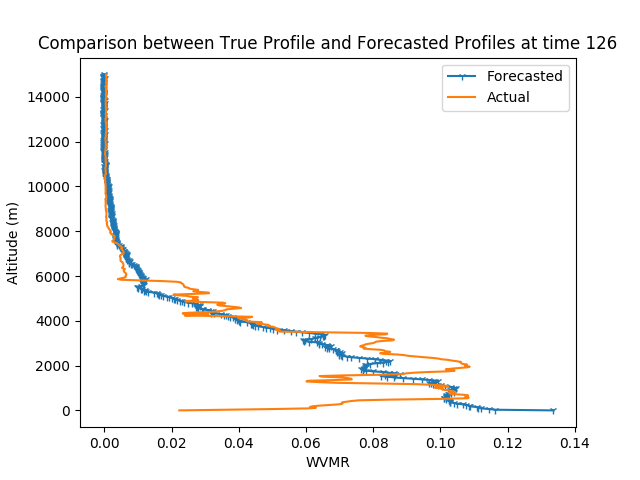 Comparison between True Profile and Forecasted Profiles at time 126
Forecasted
Actual
14000
12000
10000
8000
6000
4000
2000
0
Altitude (m)
0.00 0.02 0.04 0.06 0.08 0.10 0.12 0.14
WVMR